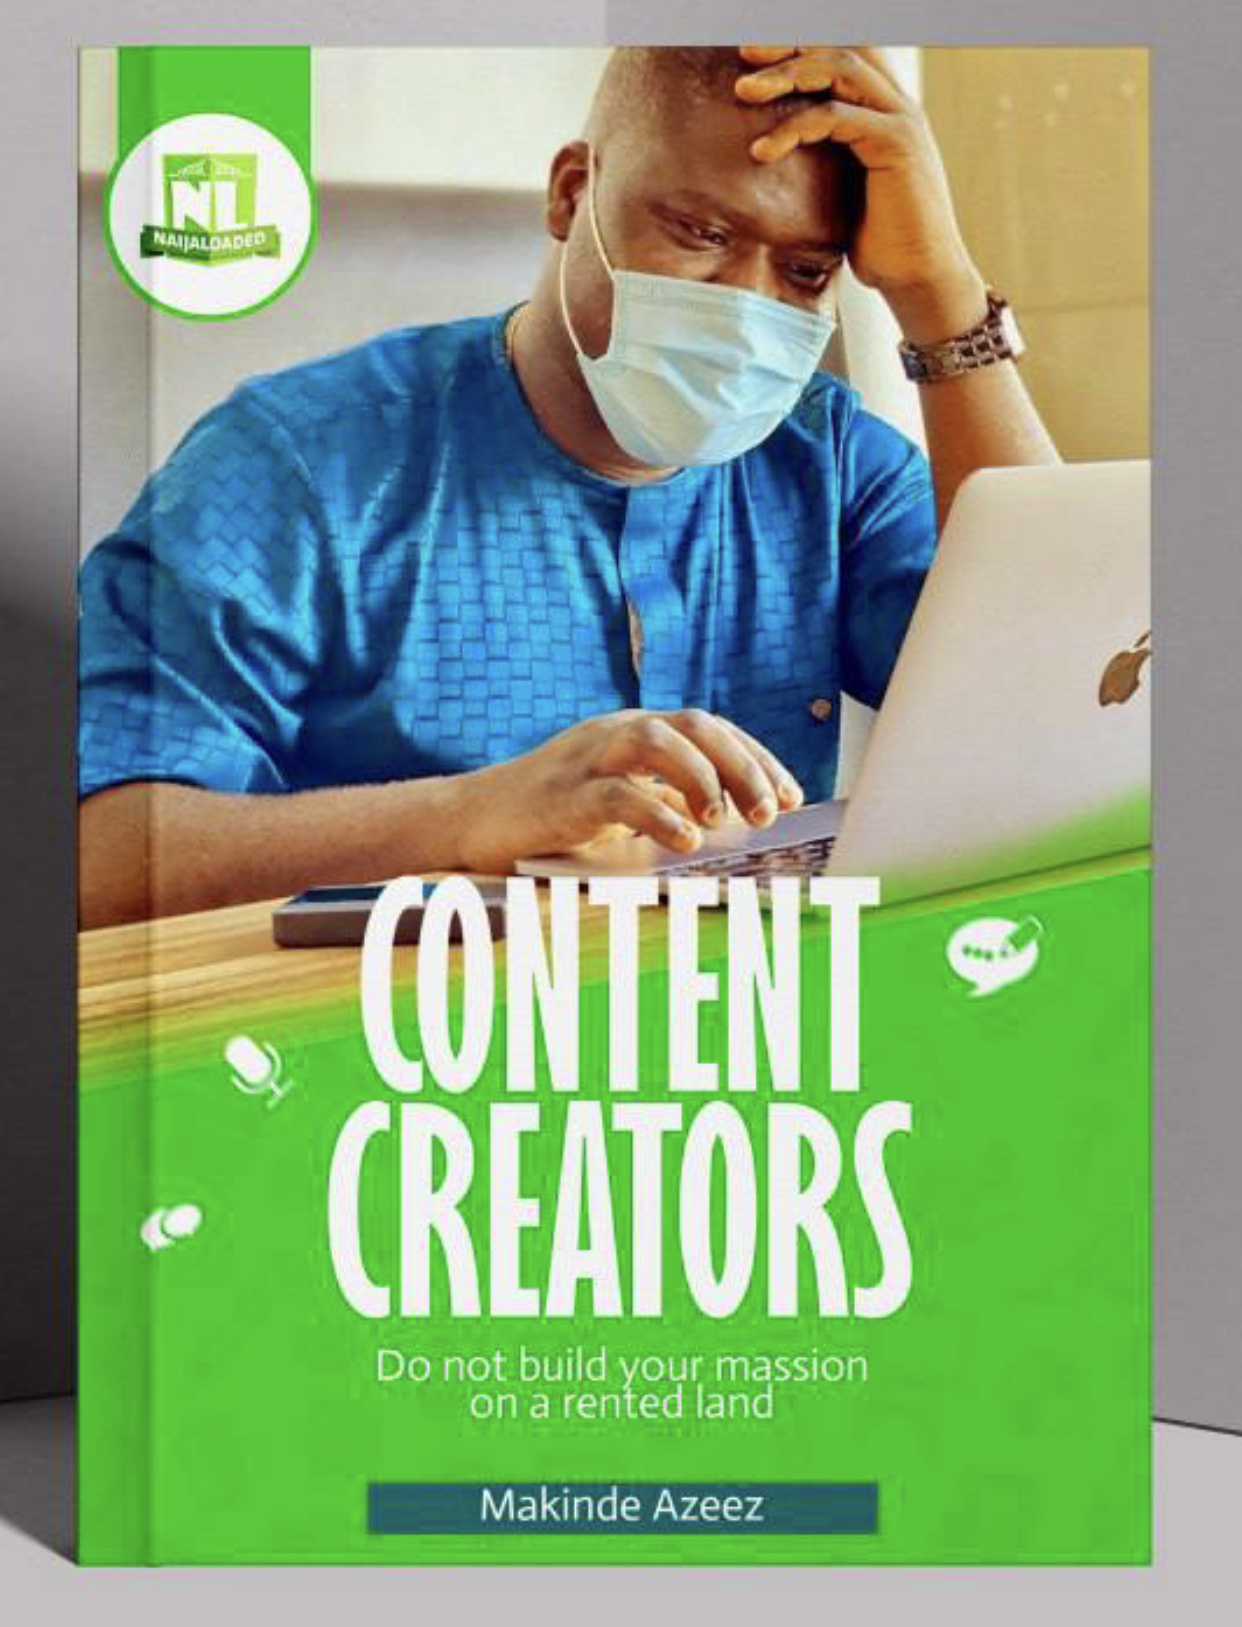 NL
NAIJALOADED
CONTENT
CREATORS
Do not build your massion
on a rented land
Makinde Azeez